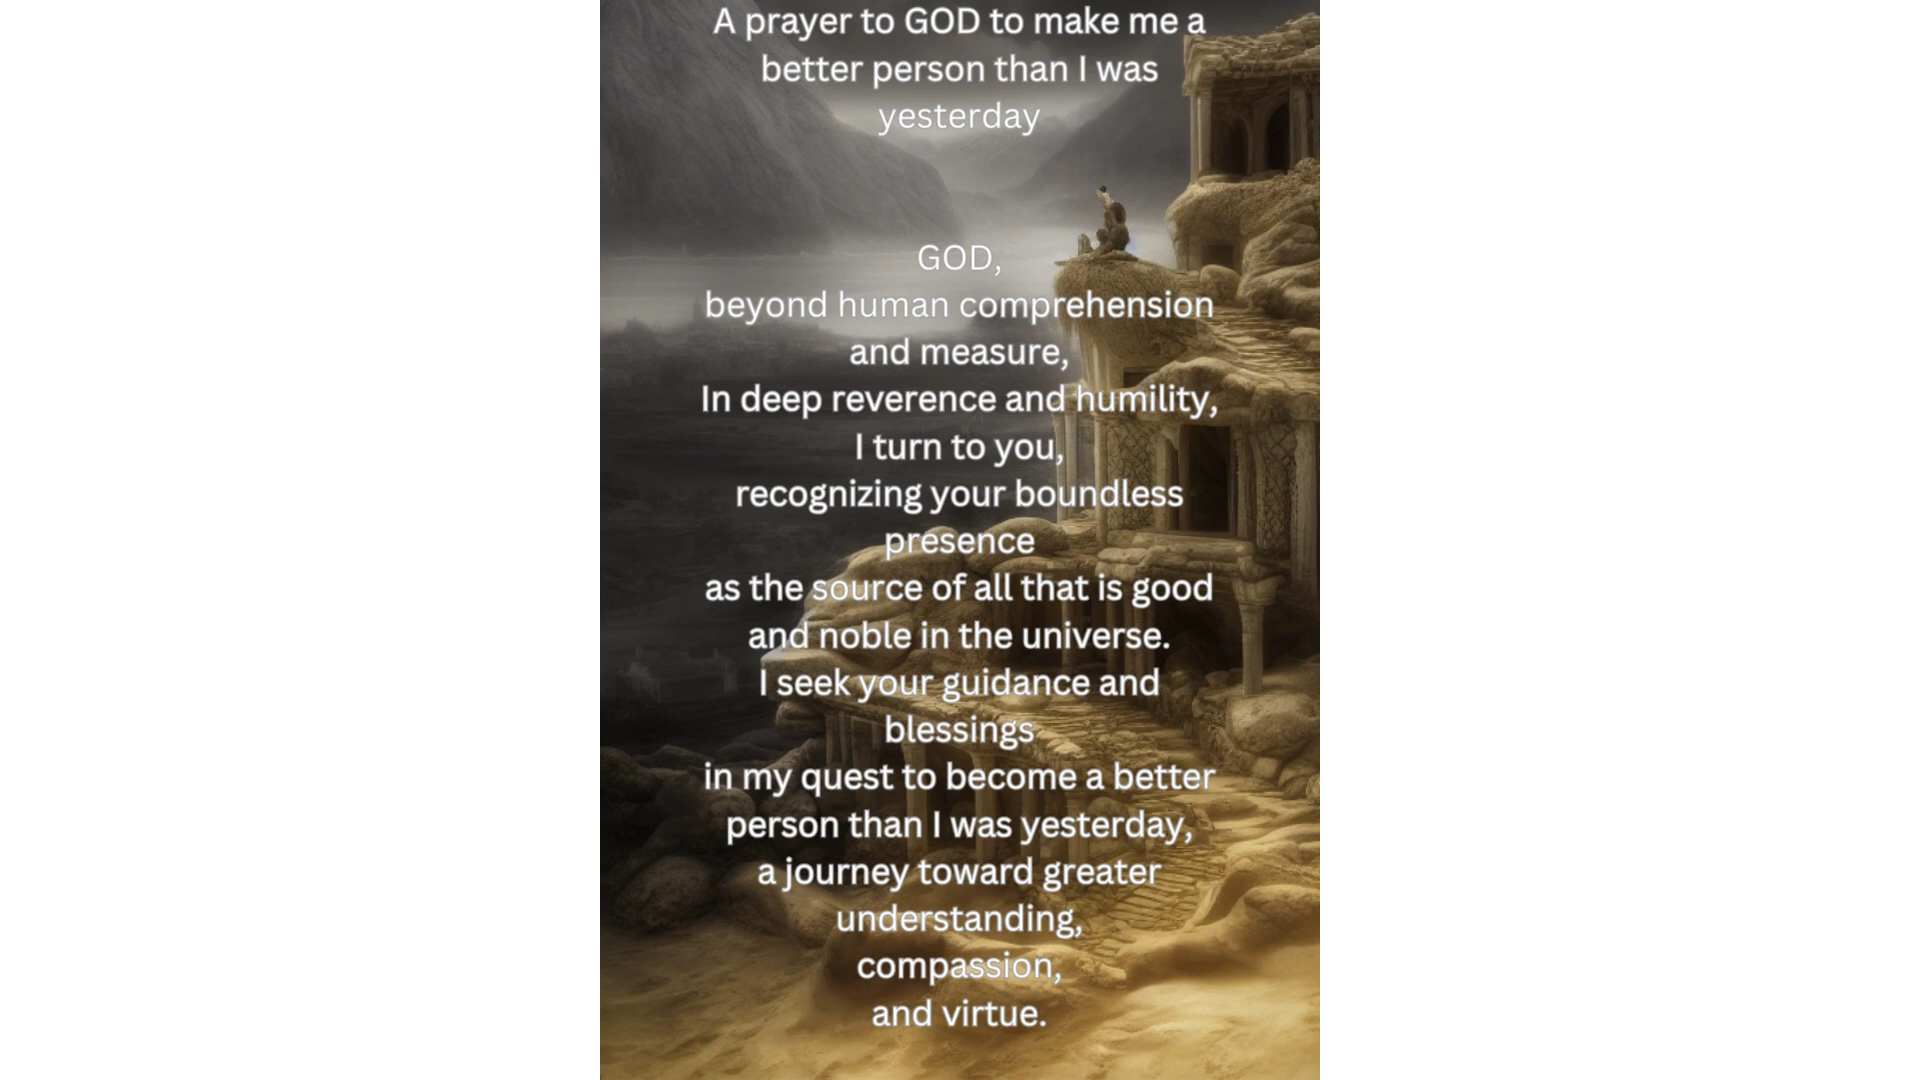 A prayer to GOD to make me a
better person than I was
yesterday
GOD,
beyond human comprehension
and measure,
In deep reverence and humility,
I turn to you,
recognizing your boundless
presence
as the source of all that is good
and noble in the universe.
I seek your guidance and
blessings
in my quest to become a better
person than I was yesterday,
a journey toward greater
understanding,
compassion,
and virtue.